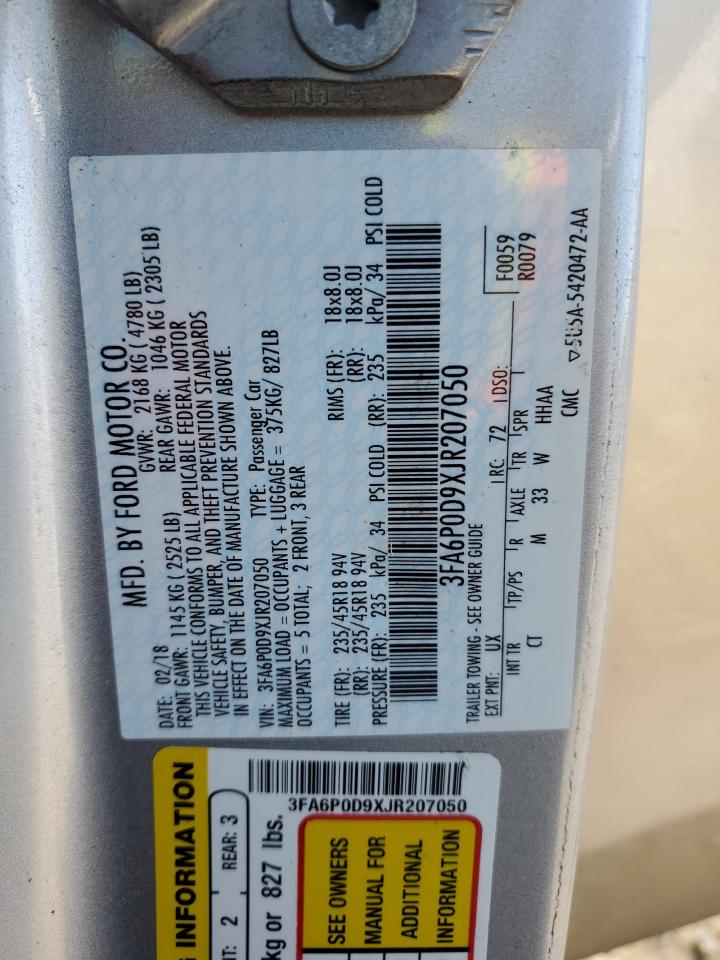 MFD. BY FORD MOTOR CO.
DATE: 02/18 GVWR: 2168 KG ( 4780 LB)
FRONT GAWR: 1145 KG ( 2525 LB) REAR GAWR: 1046 KG ( 2305 LB)
THIS VEHICLE CONFORMS TO ALL APPLICABLE FEDERAL MOTOR
VEHICLE SAFETY, BUMPER, AND THEFT PREVENTION STANDARDS
IN EFFECT ON THE DATE OF MANUFACTURE SHOWN ABOVE.
VIN: 3FA6P0D9XJR207050 TYPE: Passenger Car
MAXIMUM LOAD = OCCUPANTS + LUGGAGE = 375KG/ 827LB
OCCUPANTS = 5 TOTAL; 2 FRONT, 3 REAR
TIRE (FR): 235/45R18 94V RIMS (FR): 18x8.0J
(RR): 235/45R18 94V (RR): 18x8.0J
PRESSURE (FR): 235 kPa/ 34 PSI COLD (RR): 235 kPa/ 34 PSI COLD
3FA6P0D9XJR207050
TRAILER TOWING - SEE OWNER GUIDE
F0059
R0079
EXT PNT: UX RC: 72 DSO:
INT TR TP/PS R AXLE TR SPR
CT M 33 W HHAA
CMC
▽5U5A-5420472-AA
INFORMATION
2 REAR: 3
kg or 827 lbs.
3FA6P0D9XJR207050
SEE OWNERS
MANUAL FOR
ADDITIONAL
INFORMATION